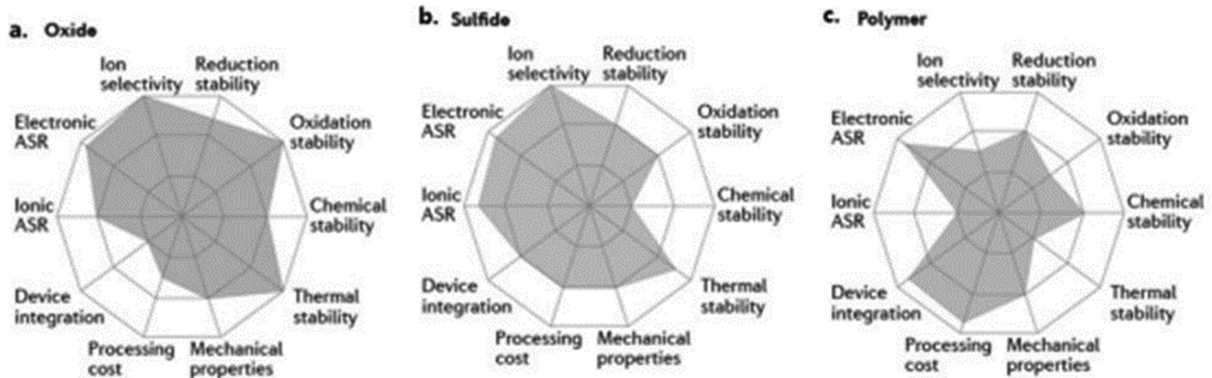 a. Oxide
Ion
selectivity
Reduction
stability
Electronic
ASR
Oxidation
stability
Ionic
ASR
Chemical
stability
Device
integration
Thermal
stability
Processing
cost
Mechanical
properties
b. Sulfide
Ion
selectivity
Reduction
stability
Electronic
ASR
Oxidation
stability
Ionic
ASR
Chemical
stability
Device
integration
Thermal
stability
Processing
cost
Mechanical
properties
c. Polymer
Ion
selectivity
Reduction
stability
Electronic
ASR
Oxidation
stability
Ionic
ASR
Chemical
stability
Device
integration
Thermal
stability
Processing
cost
Mechanical
properties